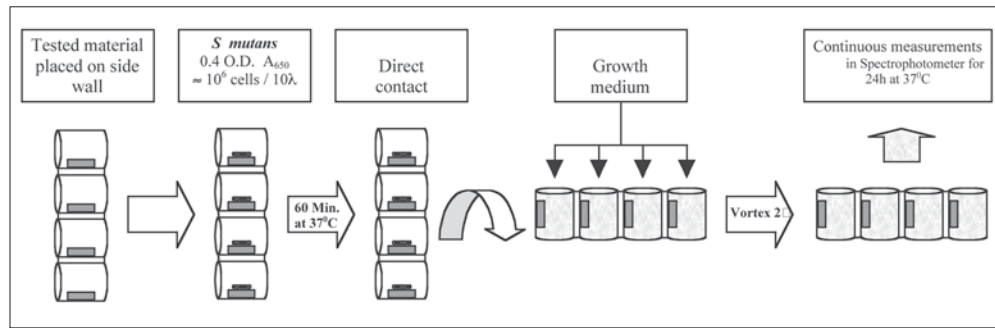 Tested material
placed on side
wall
S mutans
0.4 O.D. A₆₅₀
≈ 10⁶ cells / 10λ
Direct
contact
Growth
medium
Continuous measurements
in Spectrophotometer for
24h at 37⁰C
60 Min.
at 37⁰C
Vortex 2□